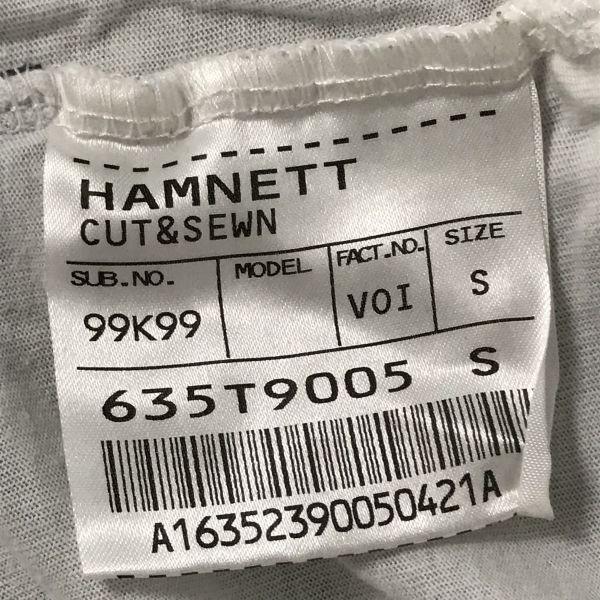 HAMNETT
CUT&SEWN
SUB.NO. MODEL FACT.NO. SIZE
99K99 VOI S
635T9005 S
A16352390050421A